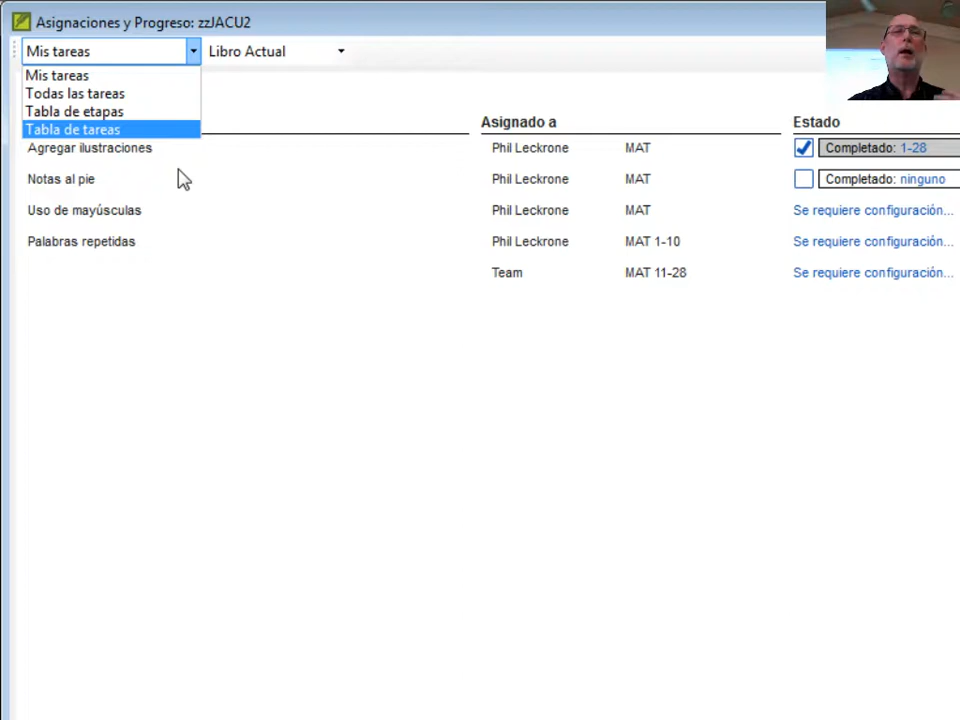 Asignaciones y Progreso: zzJACU2
Mis tareas Libro Actual
Mis tareas
Todas las tareas
Tabla de etapas
Tabla de tareas
Asignado a Estado
Agregar ilustraciones Phil Leckrone MAT Completado: 1-28
Notas al pie Phil Leckrone MAT Completado: ninguno
Uso de mayúsculas Phil Leckrone MAT Se requiere configuración...
Palabras repetidas Phil Leckrone MAT 1-10 Se requiere configuración...
Team MAT 11-28 Se requiere configuración...